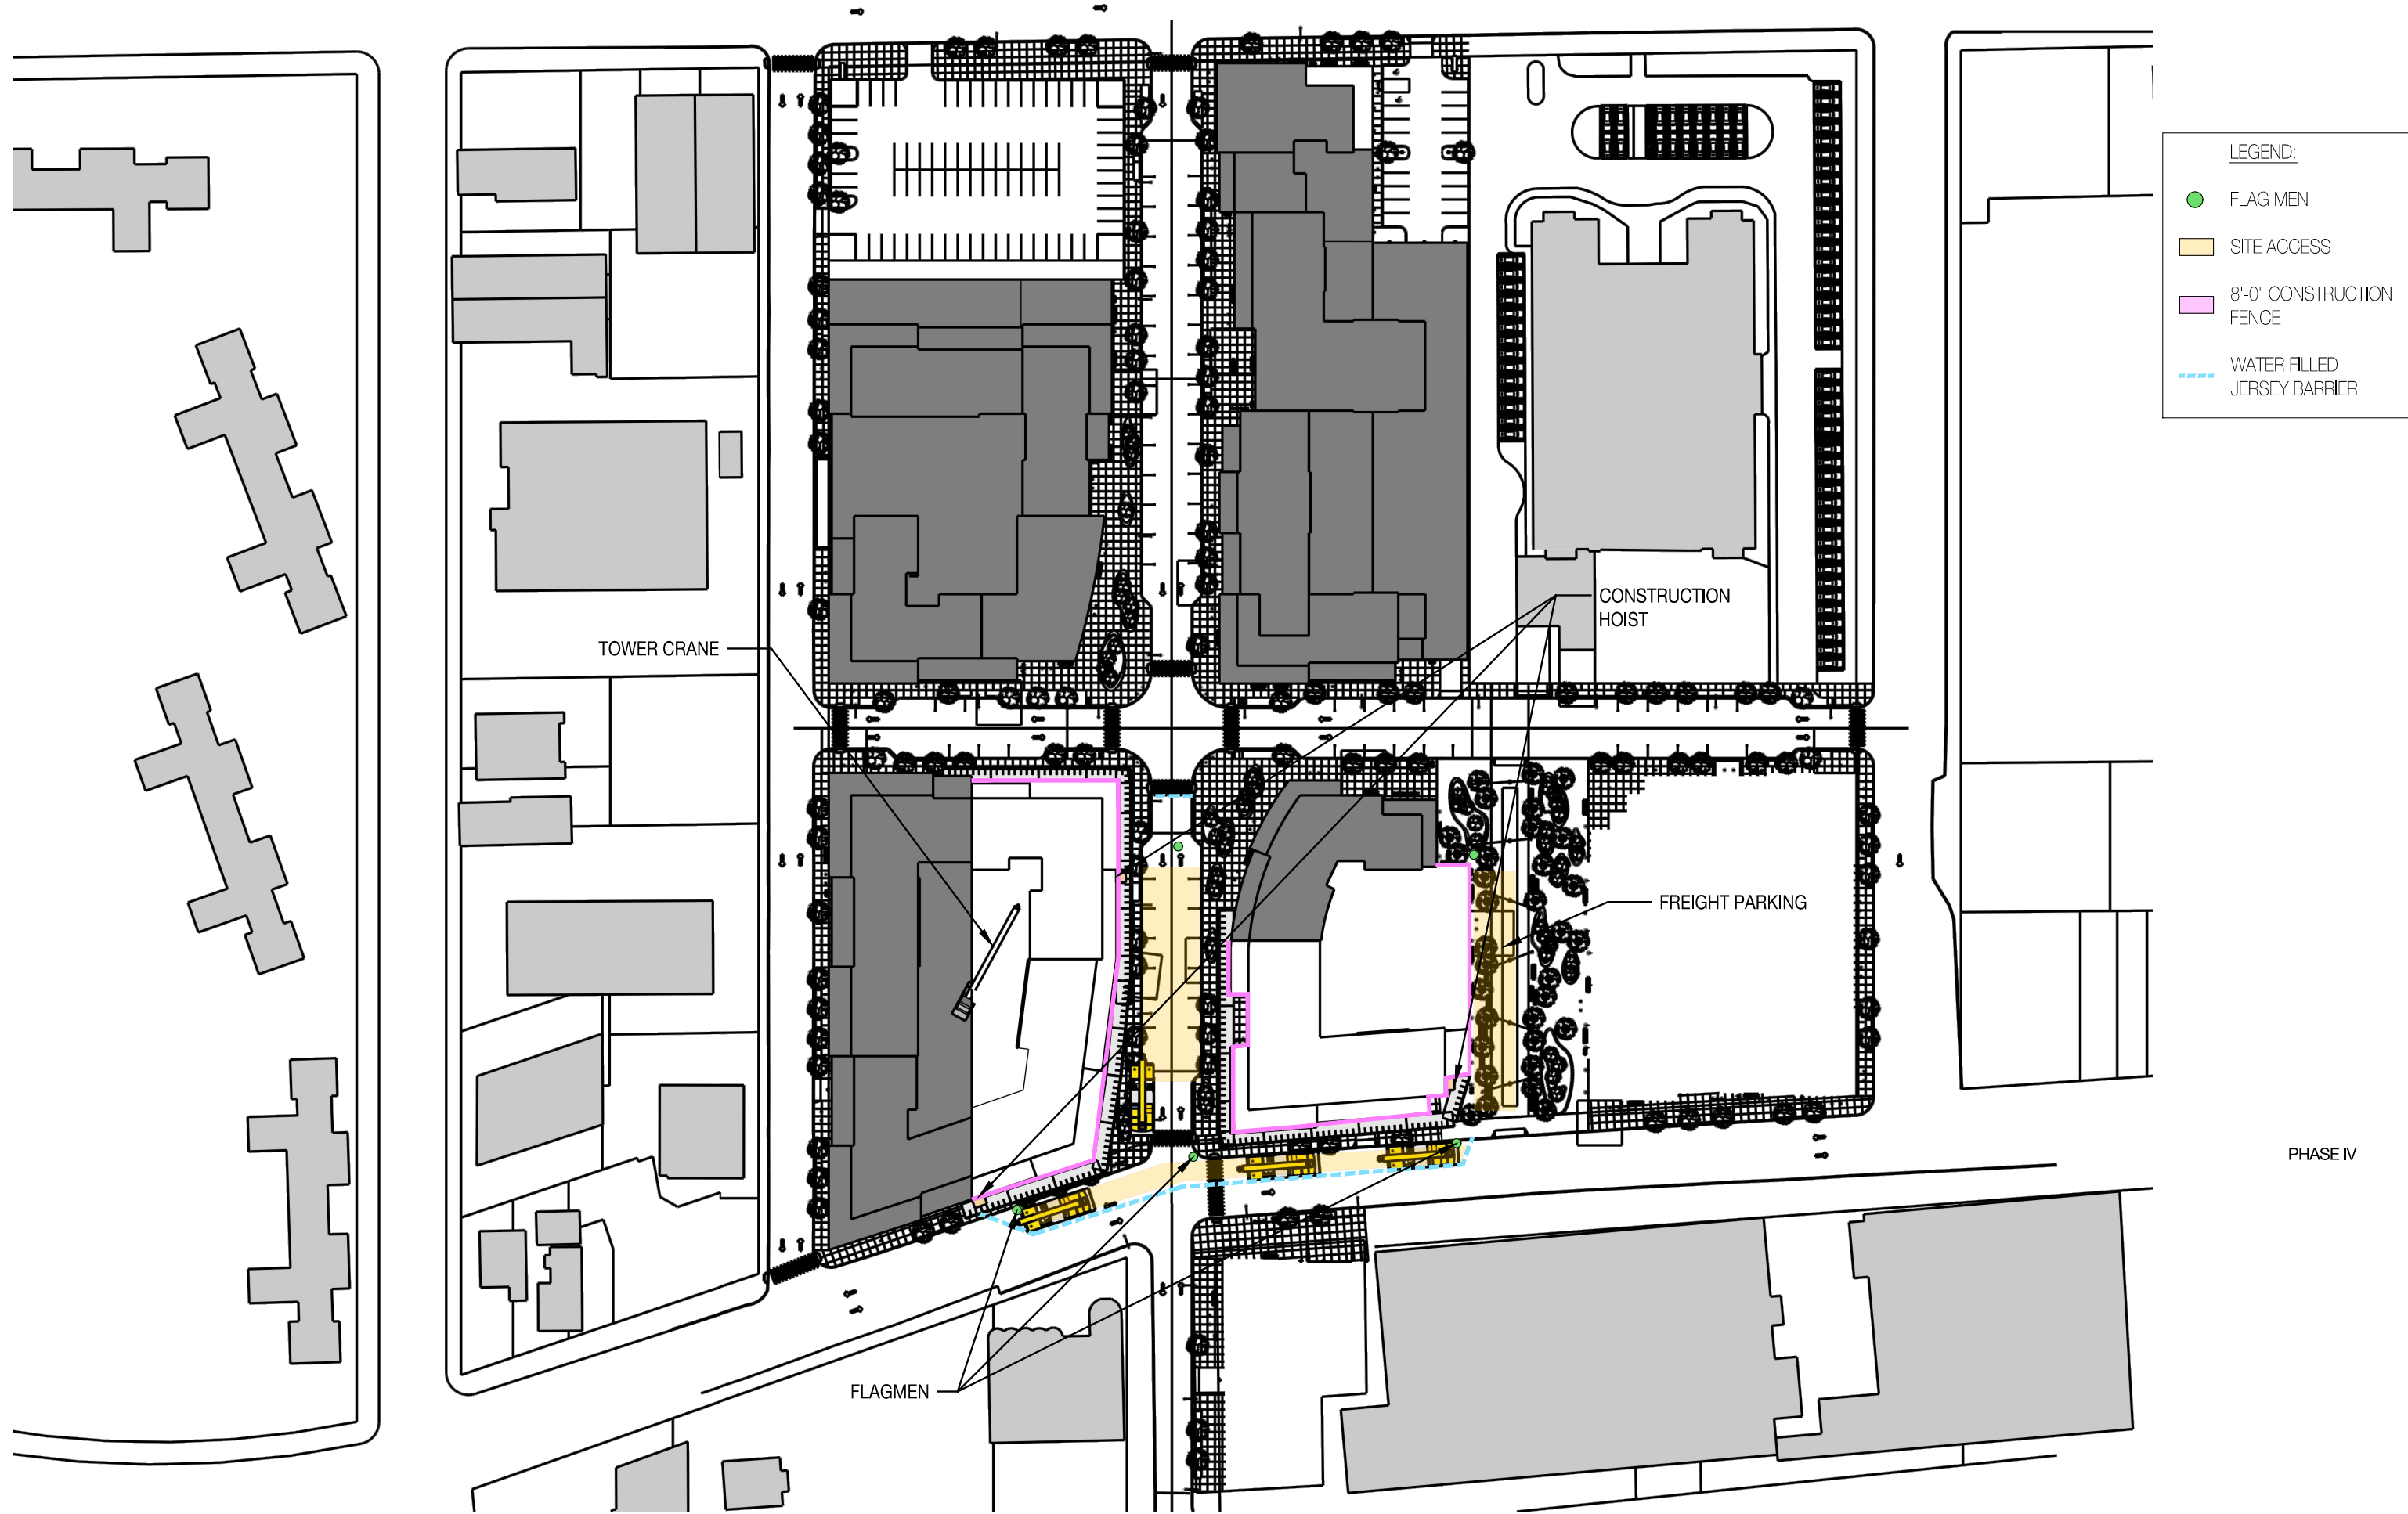 LEGEND:
FLAG MEN
SITE ACCESS
8'-0" CONSTRUCTION
FENCE
WATER FILLED
JERSEY BARRIER
CONSTRUCTION
HOIST
TOWER CRANE
FREIGHT PARKING
PHASE IV
FLAGMEN